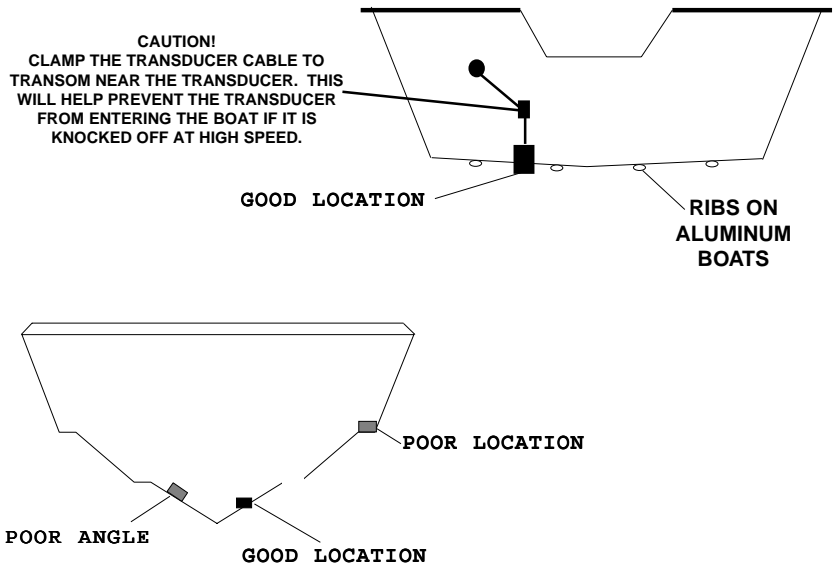 CAUTION!
CLAMP THE TRANSDUCER CABLE TO
TRANSOM NEAR THE TRANSDUCER. THIS
WILL HELP PREVENT THE TRANSDUCER
FROM ENTERING THE BOAT IF IT IS
KNOCKED OFF AT HIGH SPEED.
GOOD LOCATION
RIBS ON
ALUMINUM
BOATS
POOR LOCATION
POOR ANGLE
GOOD LOCATION